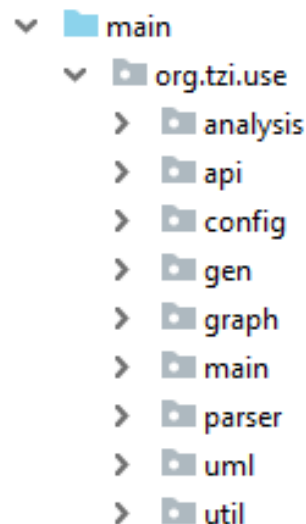 main
org.tzi.use
analysis
api
config
gen
graph
main
parser
uml
util